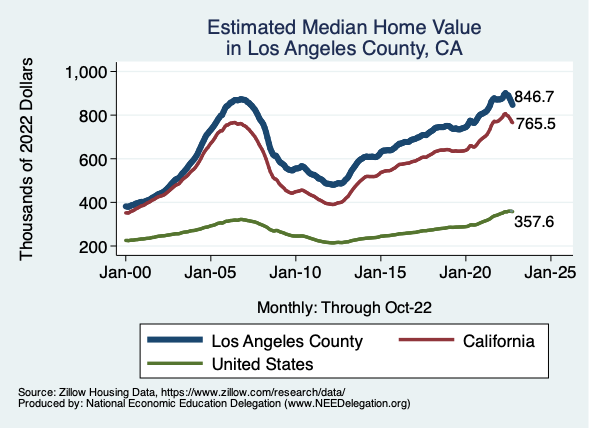 Estimated Median Home Value
in Los Angeles County, CA
Thousands of 2022 Dollars
1,000
800
600
400
200
846.7
765.5
357.6
Jan-00 Jan-05 Jan-10 Jan-15 Jan-20 Jan-25
Monthly: Through Oct-22
Los Angeles County California
United States
Source: Zillow Housing Data, https://www.zillow.com/research/data/
Produced by: National Economic Education Delegation (www.NEEDelegation.org)